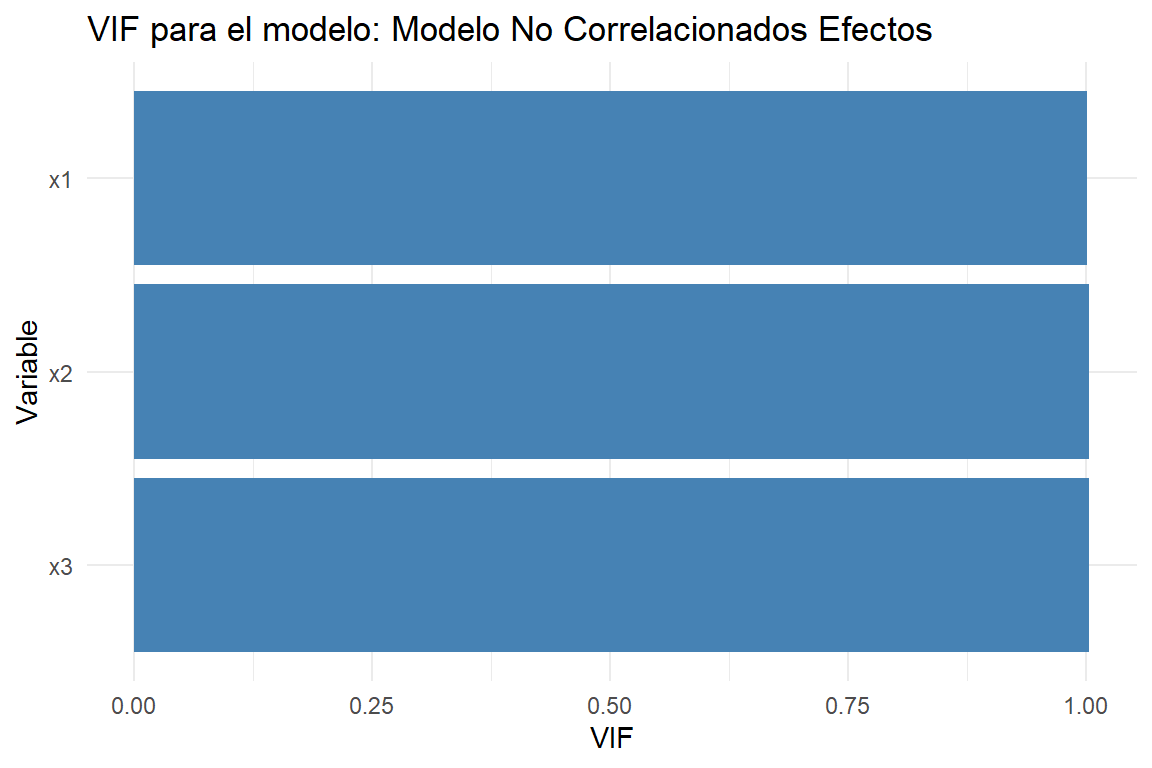 VIF para el modelo: Modelo No Correlacionados Efectos
Variable
x1
x2
x3
0.00 0.25 0.50 0.75 1.00
VIF